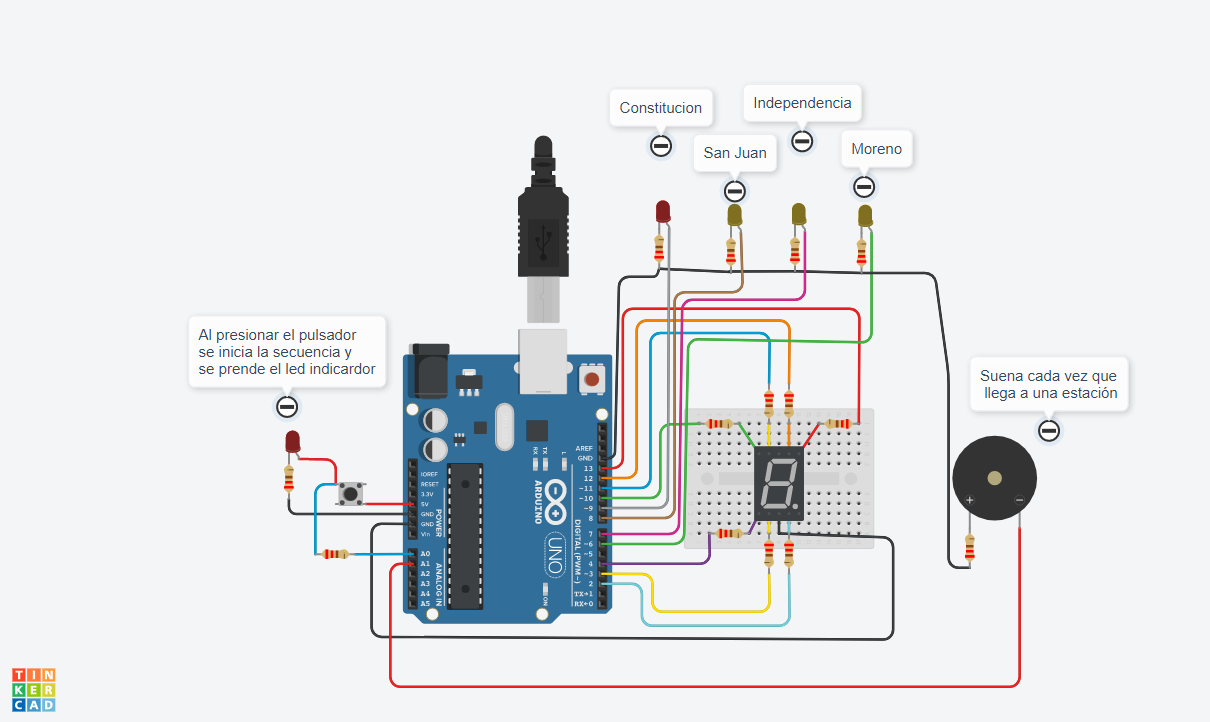 Constitucion
Independencia
San Juan
Moreno
Al presionar el pulsador
se inicia la secuencia y
se prende el led indicardor
Suena cada vez que
llega a una estación
AREF
GND
13
12
~11
~10
~9
8
7
~6
~5
4
~3
2
TX→1
RX←0
DIGITAL (PWM~)
RX
TX
L
ARDUINO
UNO
ON
IOREF
RESET
3.3V
5V
GND
GND
Vin
POWER
A0
A1
A2
A3
A4
A5
ANALOG IN
TIN
KER
CAD